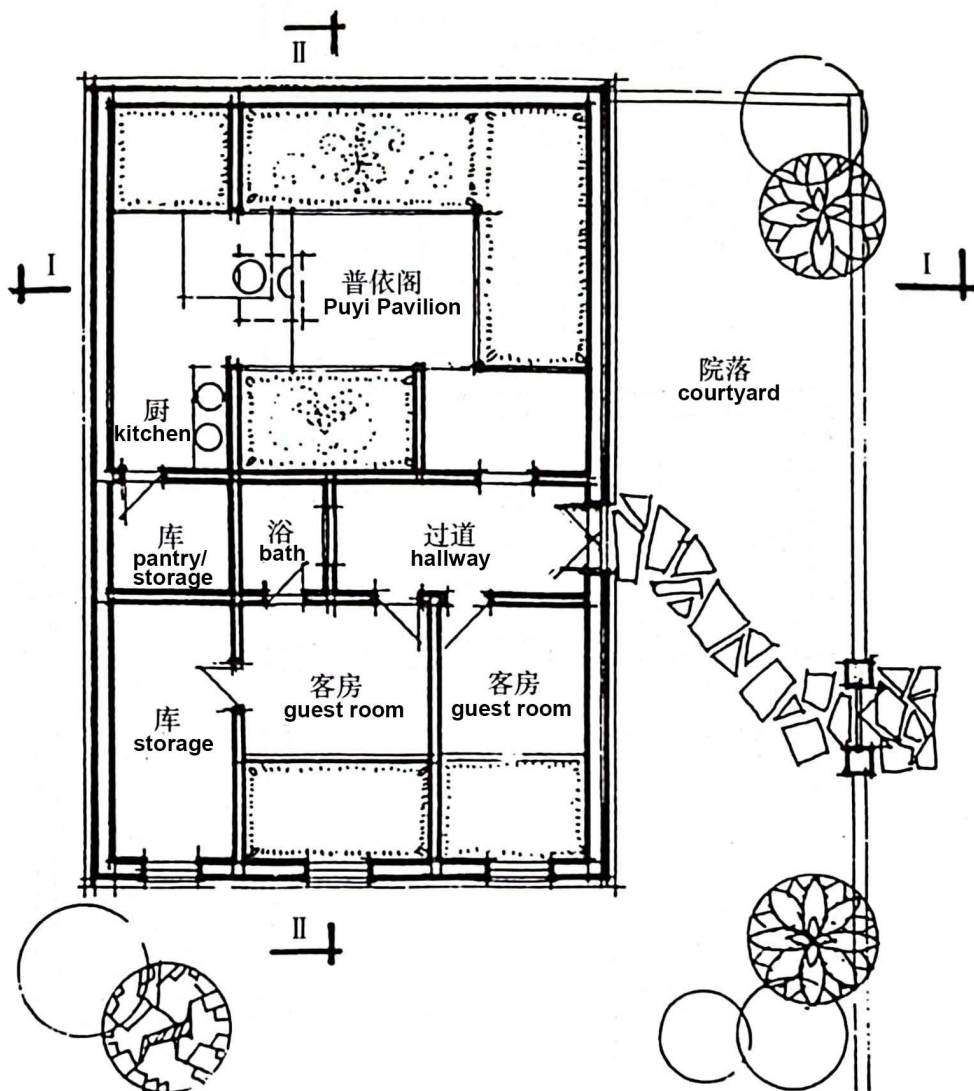 II
I
I
普依阁
Puyi Pavilion
院落
courtyard
厨
kitchen
库
pantry/
storage
浴
bath
过道
hallway
客房
guest room
客房
guest room
库
storage
II